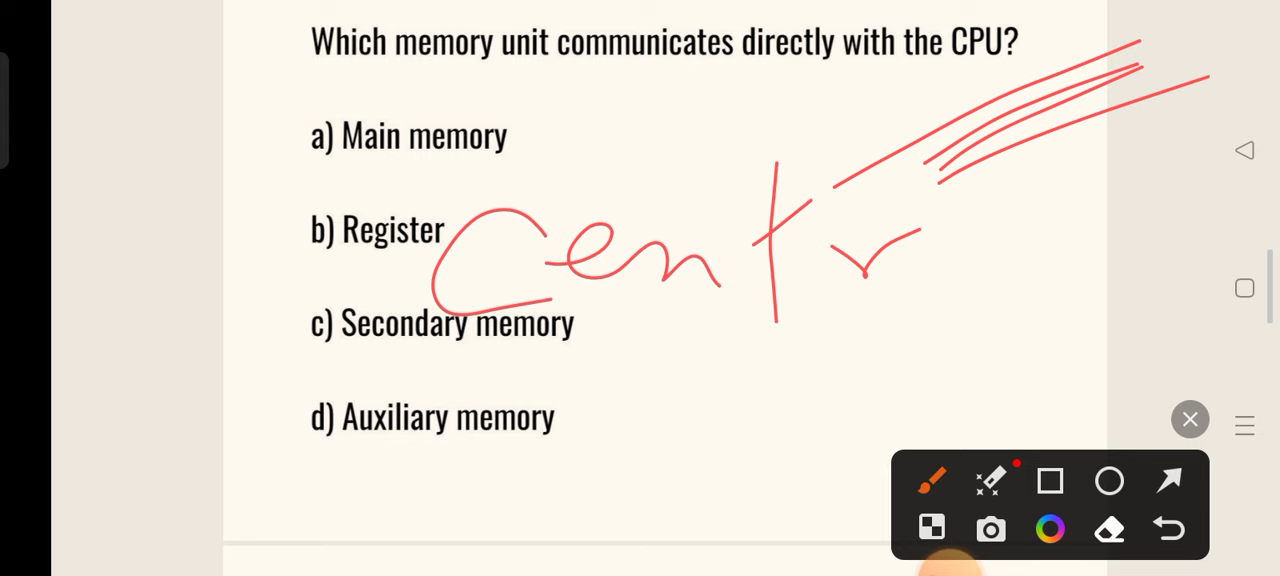 Which memory unit communicates directly with the CPU?
a) Main memory
b) Register
Centr
c) Secondary memory
d) Auxiliary memory